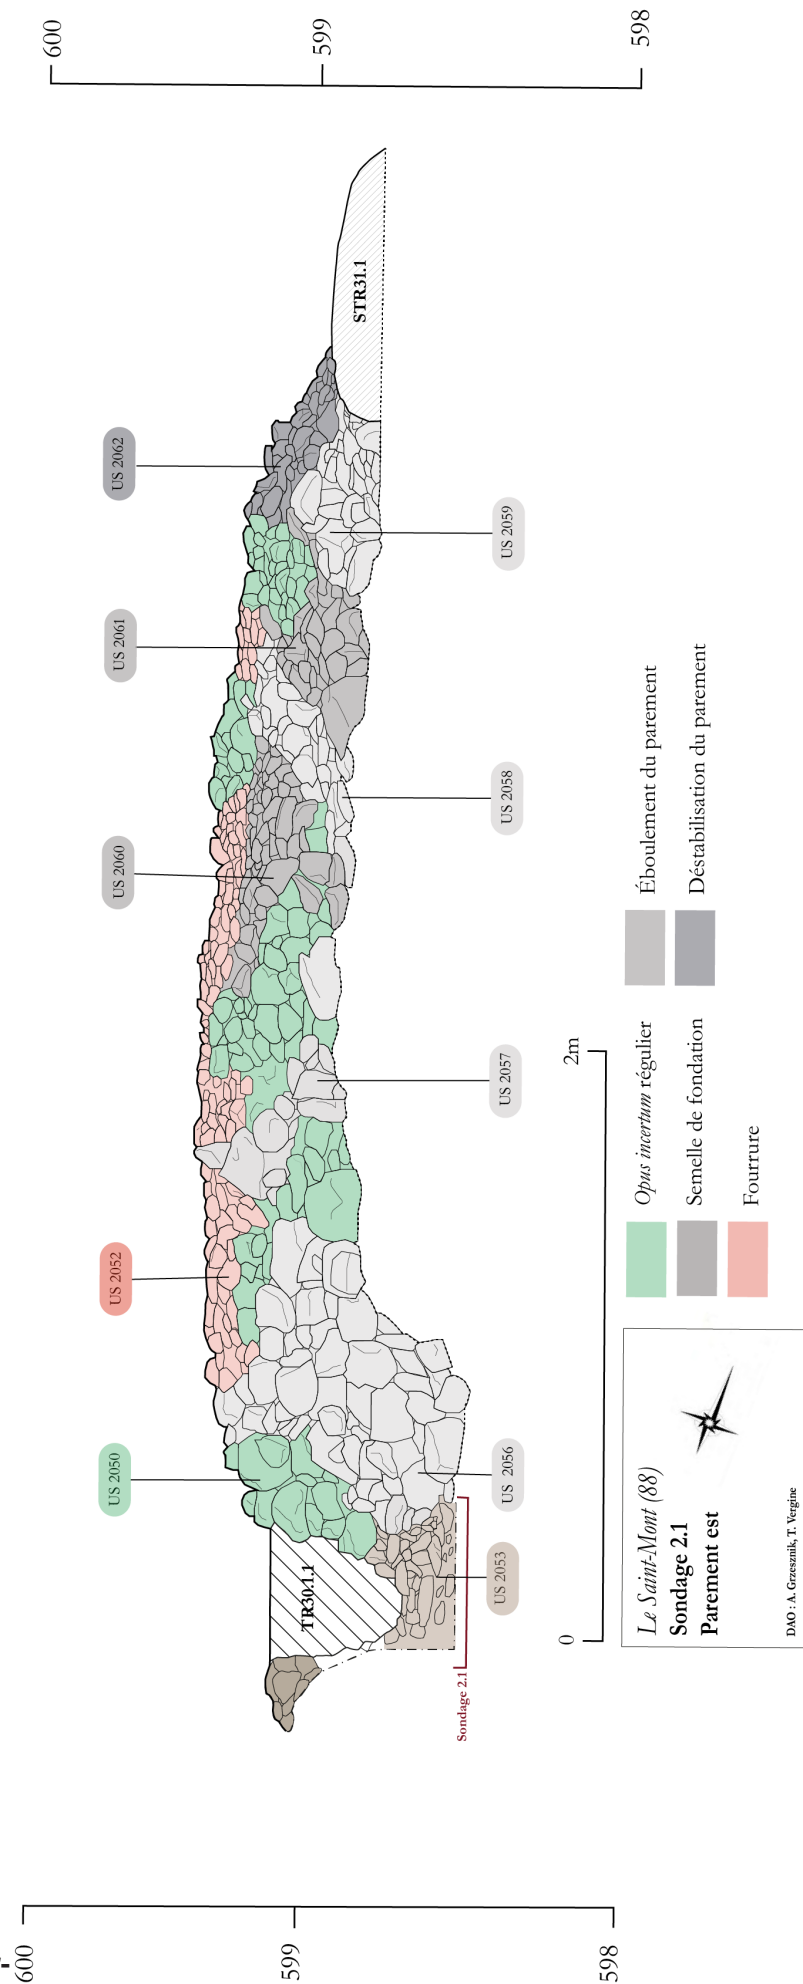 600
599
598
US 2050
US 2052
US 2060
US 2061
US 2062
TR30.1.1
STR31.1
US 2053
US 2056
US 2057
US 2058
US 2059
Sondage 2.1
600
599
598
0
2m
Le Saint-Mont (88)
Sondage 2.1
Parement est
DAO : A. Grzesznik, T. Vergine
Opus incertum régulier
Semelle de fondation
Fourrure
Éboulement du parement
Déstabilisation du parement